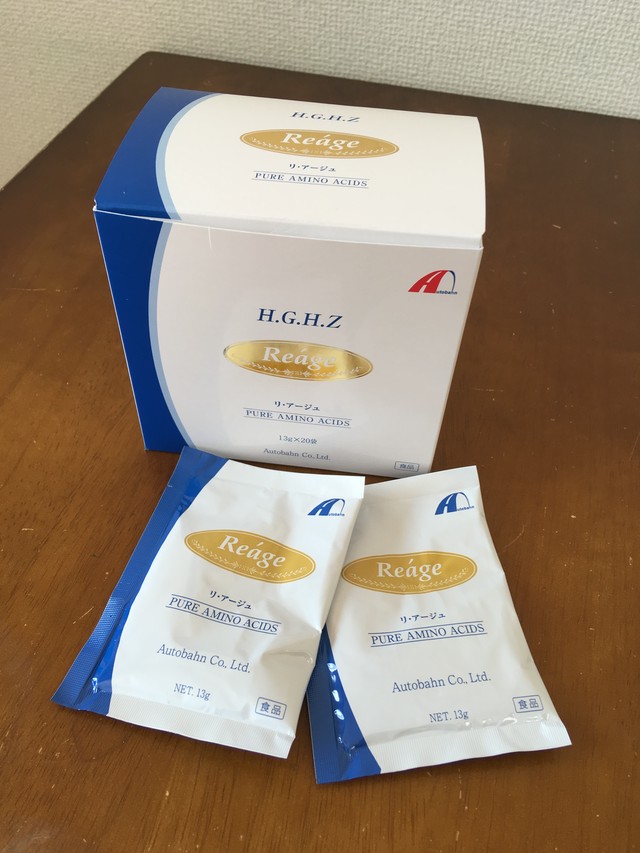 H.G.H.Z
Reáge
リ・アージュ
PURE AMINO ACIDS
Autobahn
H.G.H.Z
Reáge
リ・アージュ
PURE AMINO ACIDS
13g×20袋
Autobahn Co.,Ltd.
食品
Autobahn
Reáge
リ・アージュ
PURE AMINO ACIDS
Autobahn Co., Ltd.
NET. 13g
食品
Autobahn
Reáge
リ・アージュ
PURE AMINO ACIDS
Autobahn Co., Ltd.
NET. 13g
食品